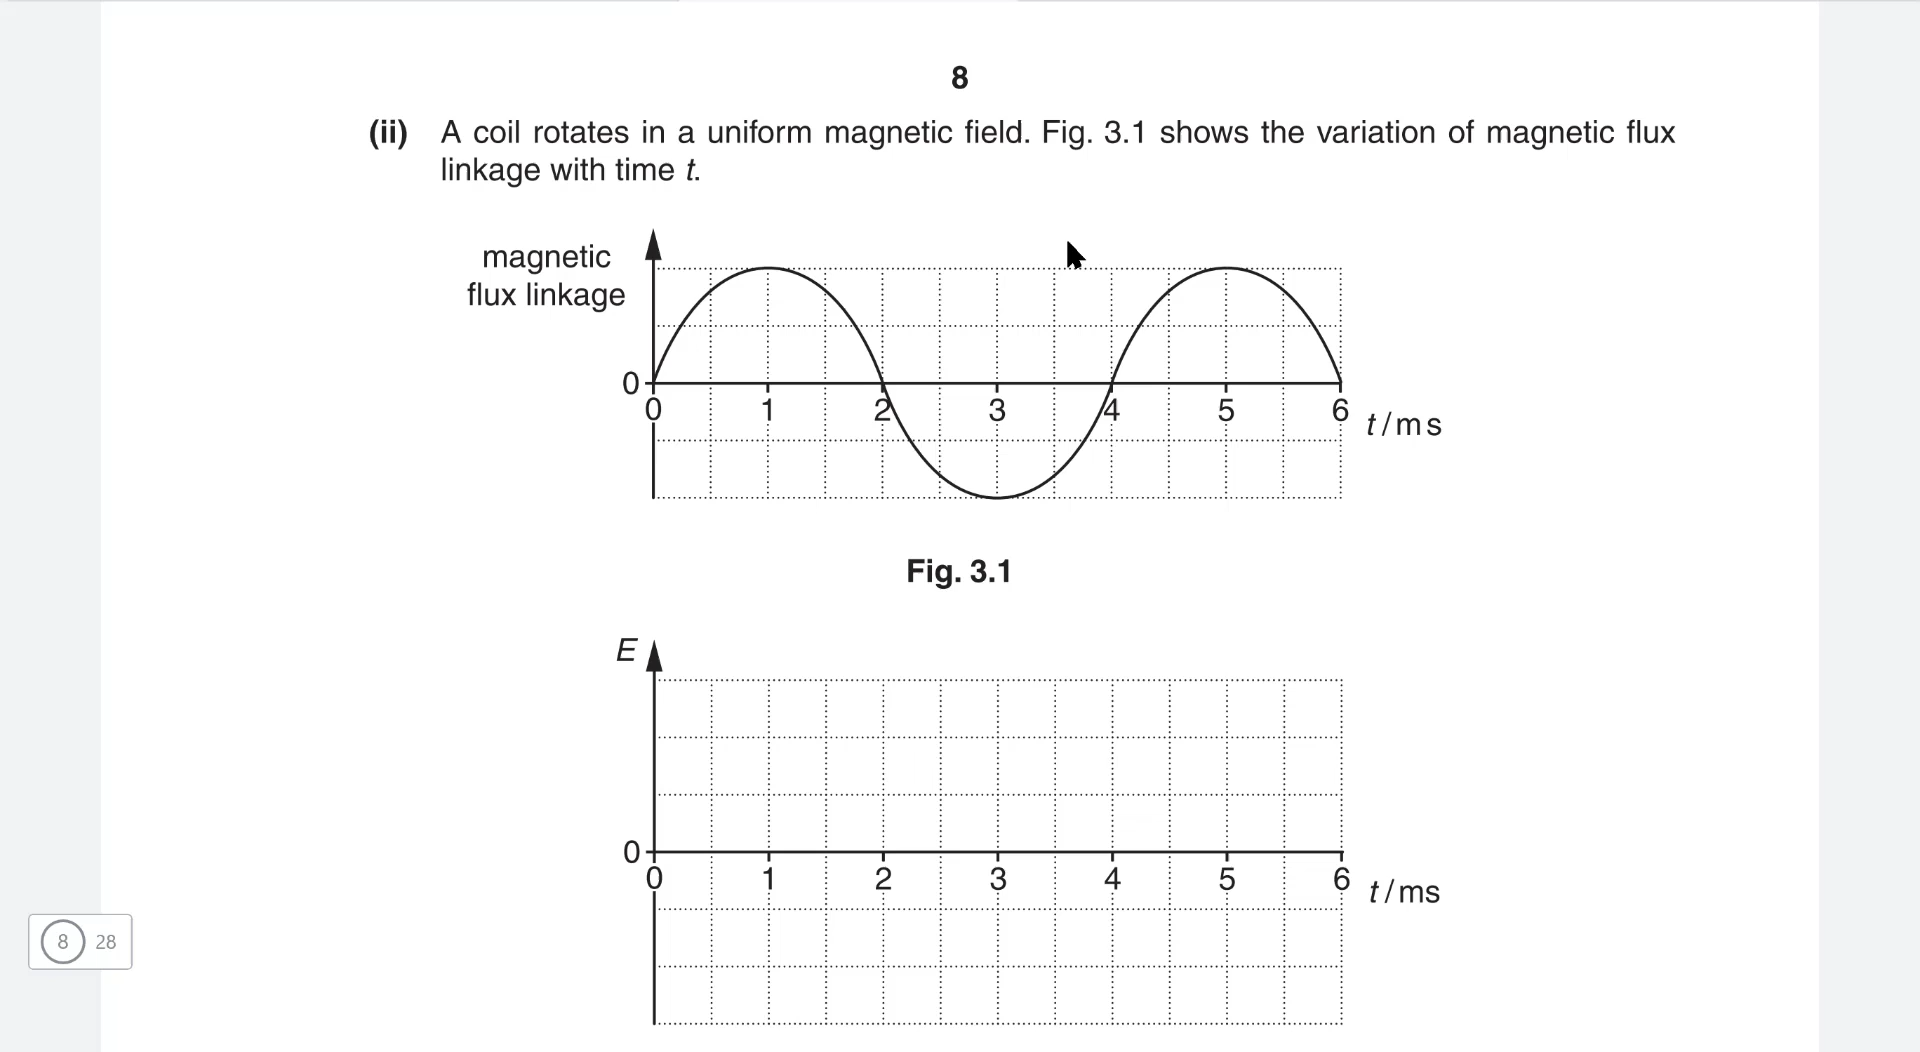 8
(ii) A coil rotates in a uniform magnetic field. Fig. 3.1 shows the variation of magnetic flux
linkage with time t.
magnetic
flux linkage
0
0 1 2 3 4 5 6 t/ms
Fig. 3.1
E
0
0 1 2 3 4 5 6 t/ms
8 28